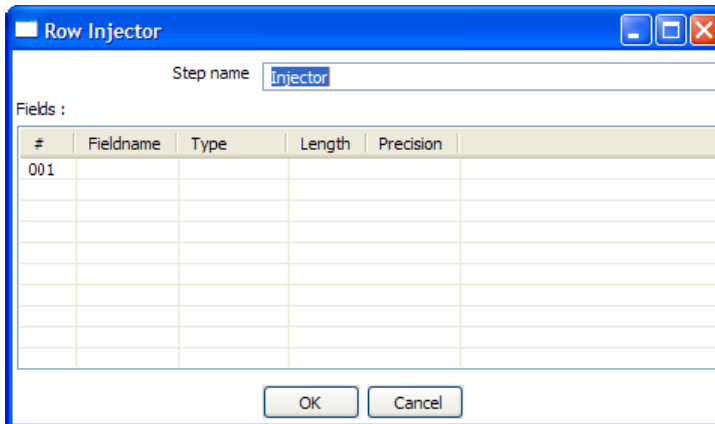 Row Injector
Step name Injector
Fields :
# Fieldname Type Length Precision
001
OK Cancel